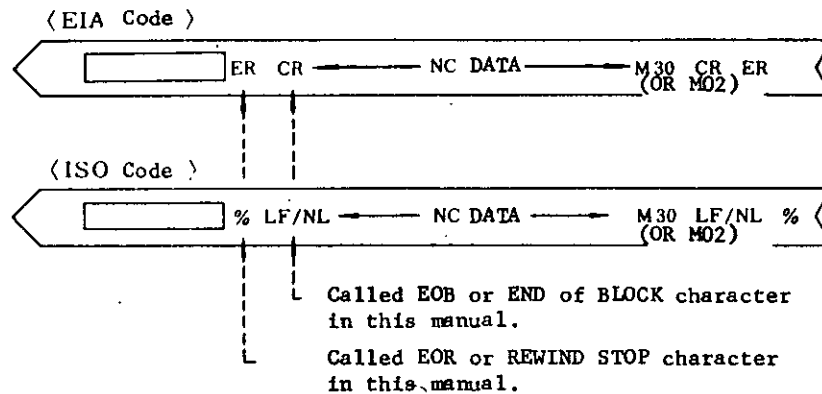 〈EIA Code〉
ER CR NC DATA M30 CR ER
(OR M02)
〈ISO Code〉
% LF/NL NC DATA M30 LF/NL %
(OR M02)
Called EOB or END of BLOCK character
in this manual.
Called EOR or REWIND STOP character
in this manual.